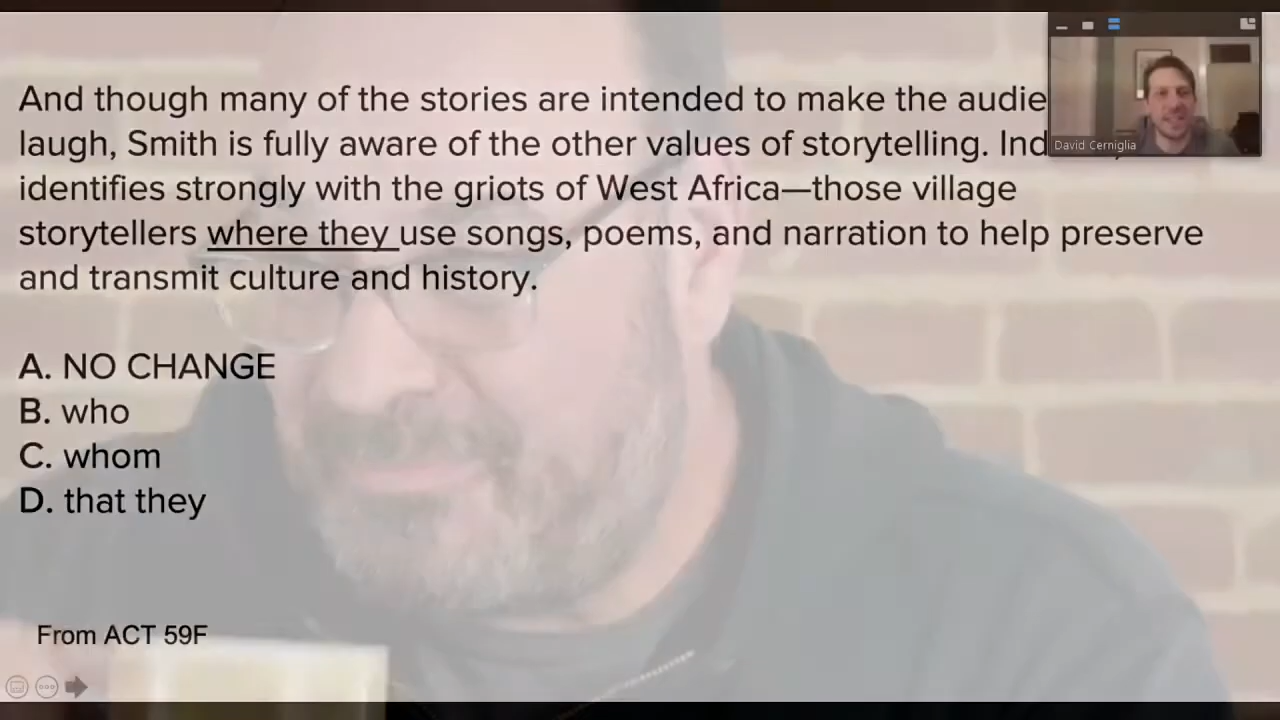 And though many of the stories are intended to make the audie
laugh, Smith is fully aware of the other values of storytelling. Ind
identifies strongly with the griots of West Africa—those village
storytellers where they use songs, poems, and narration to help preserve
and transmit culture and history.
A. NO CHANGE
B. who
C. whom
D. that they
From ACT 59F
David Cerniglia